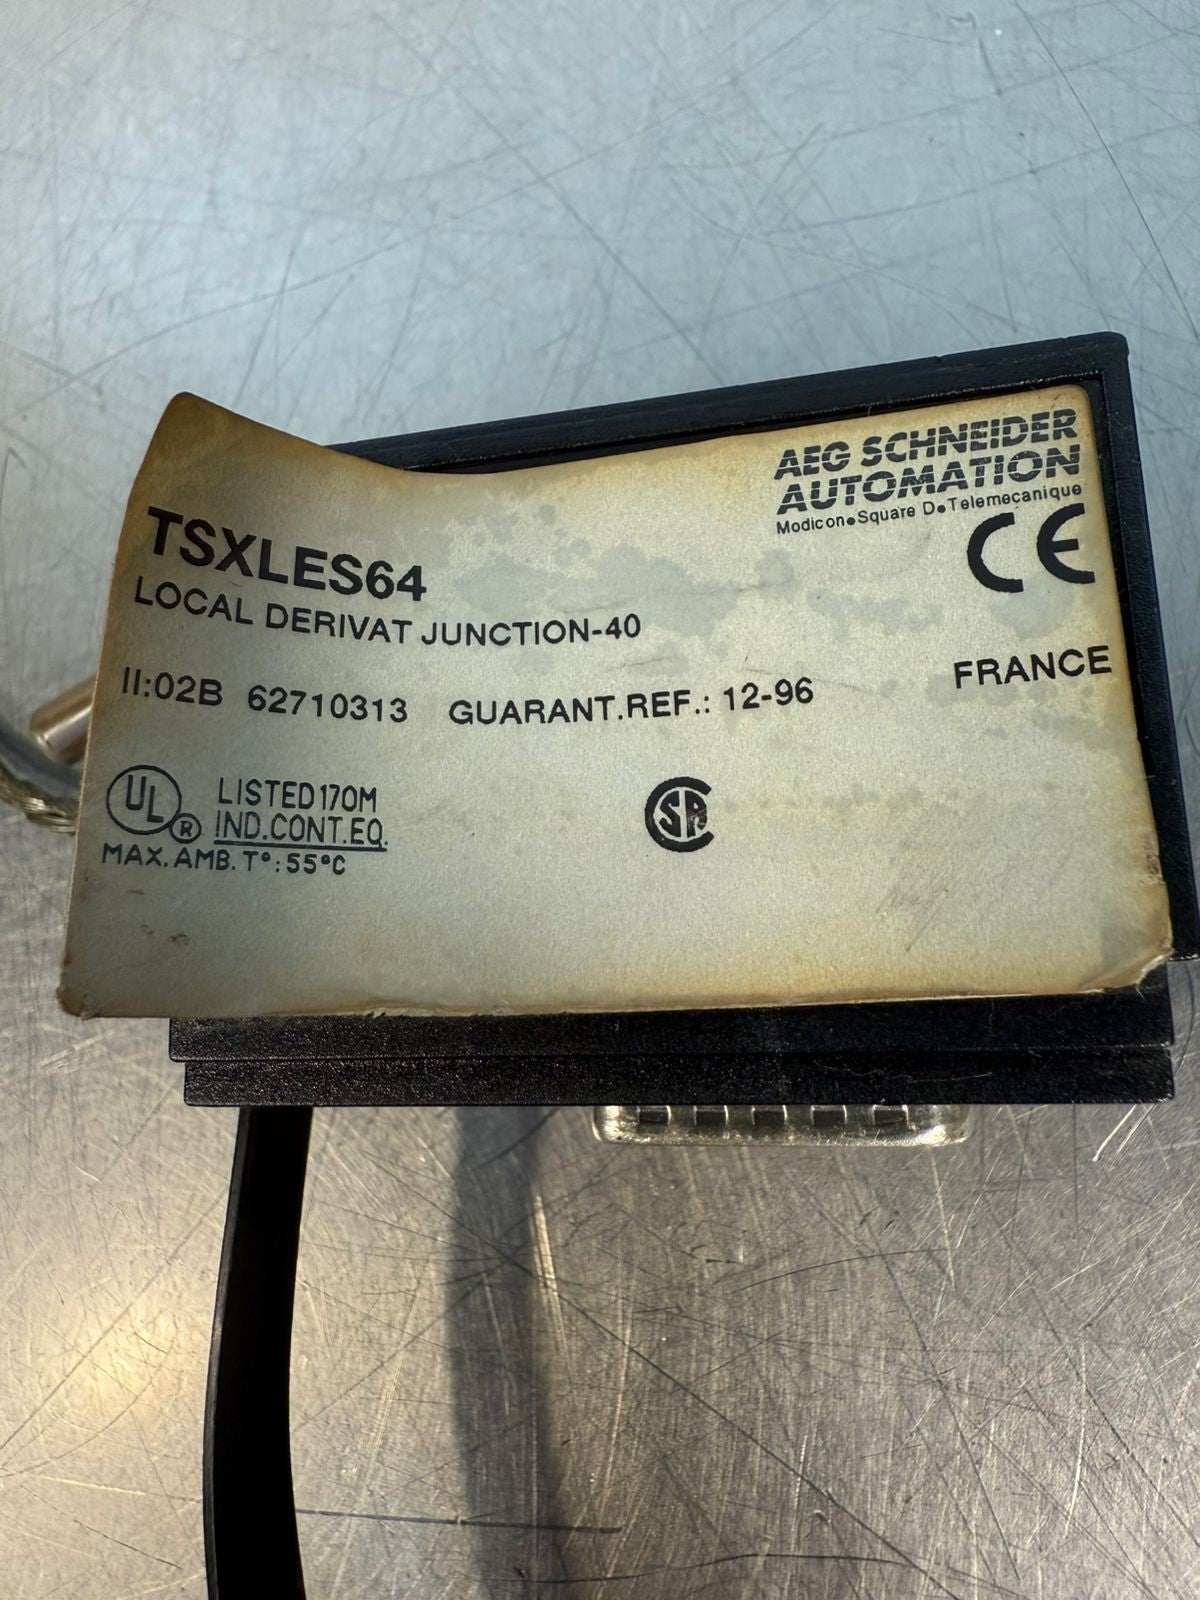 AEG SCHNEIDER
AUTOMATION
Modicon●Square D●Telemecanique
CE
TSXLES64
LOCAL DERIVAT JUNCTION-40
II:02B 62710313 GUARANT.REF.: 12-96
FRANCE
UL ® LISTED 170M
IND.CONT.EQ.
MAX. AMB. T°: 55°C
SA